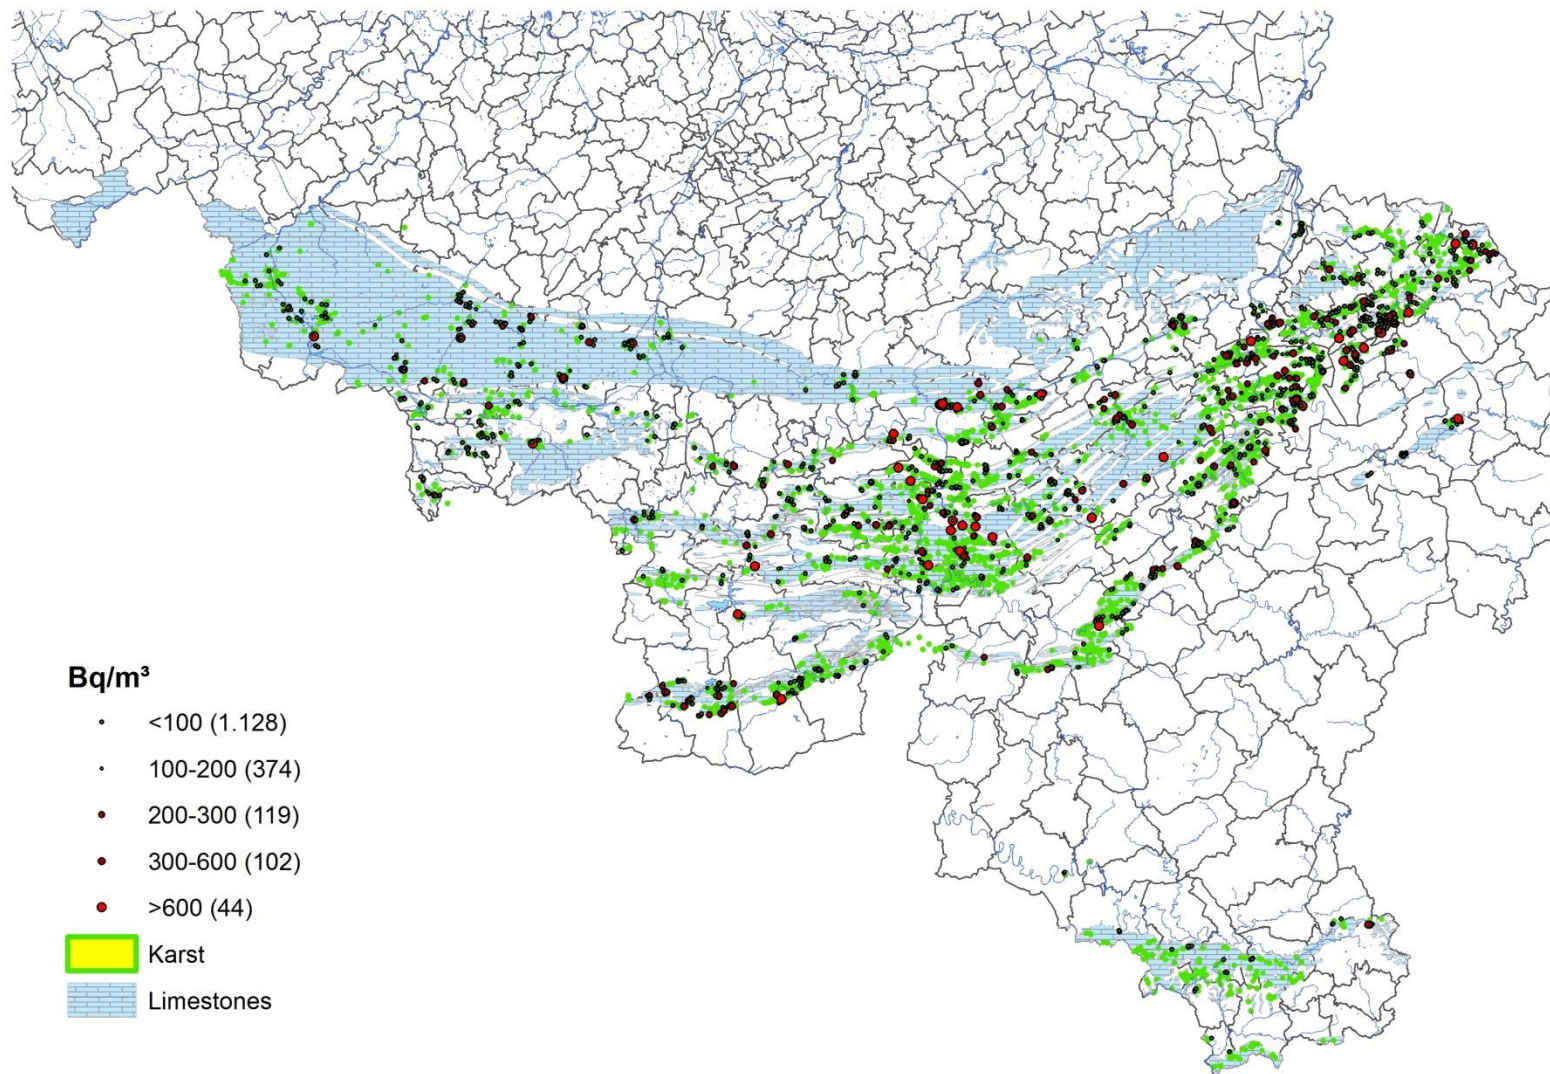 Bq/m³
<100 (1.128)
100-200 (374)
200-300 (119)
300-600 (102)
>600 (44)
Karst
Limestones